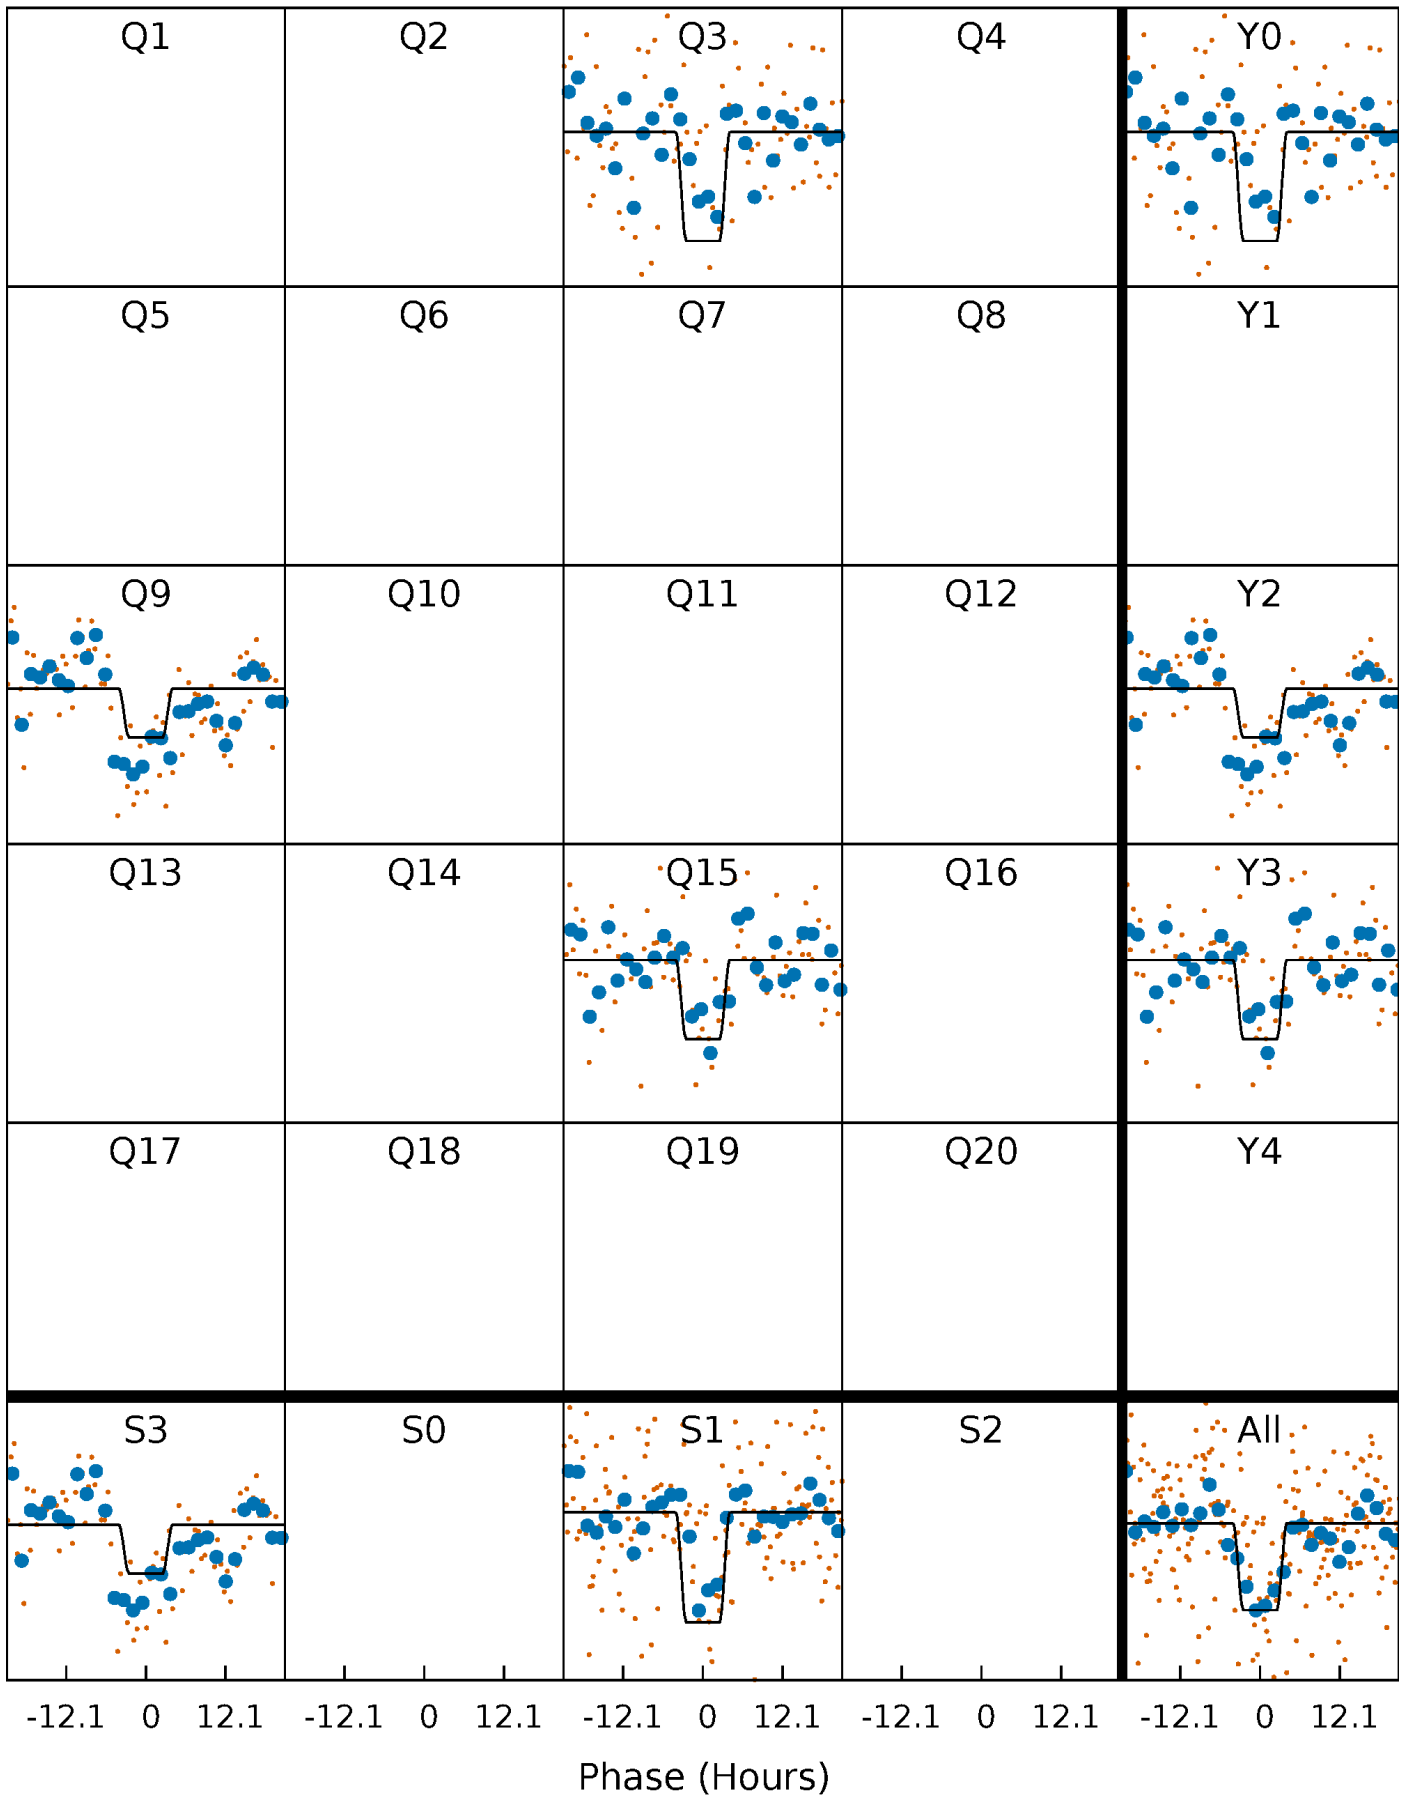 Q1 Q2 Q3 Q4 Y0
Q5 Q6 Q7 Q8 Y1
Q9 Q10 Q11 Q12 Y2
Q13 Q14 Q15 Q16 Y3
Q17 Q18 Q19 Q20 Y4
S3 S0 S1 S2 All
-12.1 0 12.1 -12.1 0 12.1 -12.1 0 12.1 -12.1 0 12.1 -12.1 0 12.1
Phase (Hours)